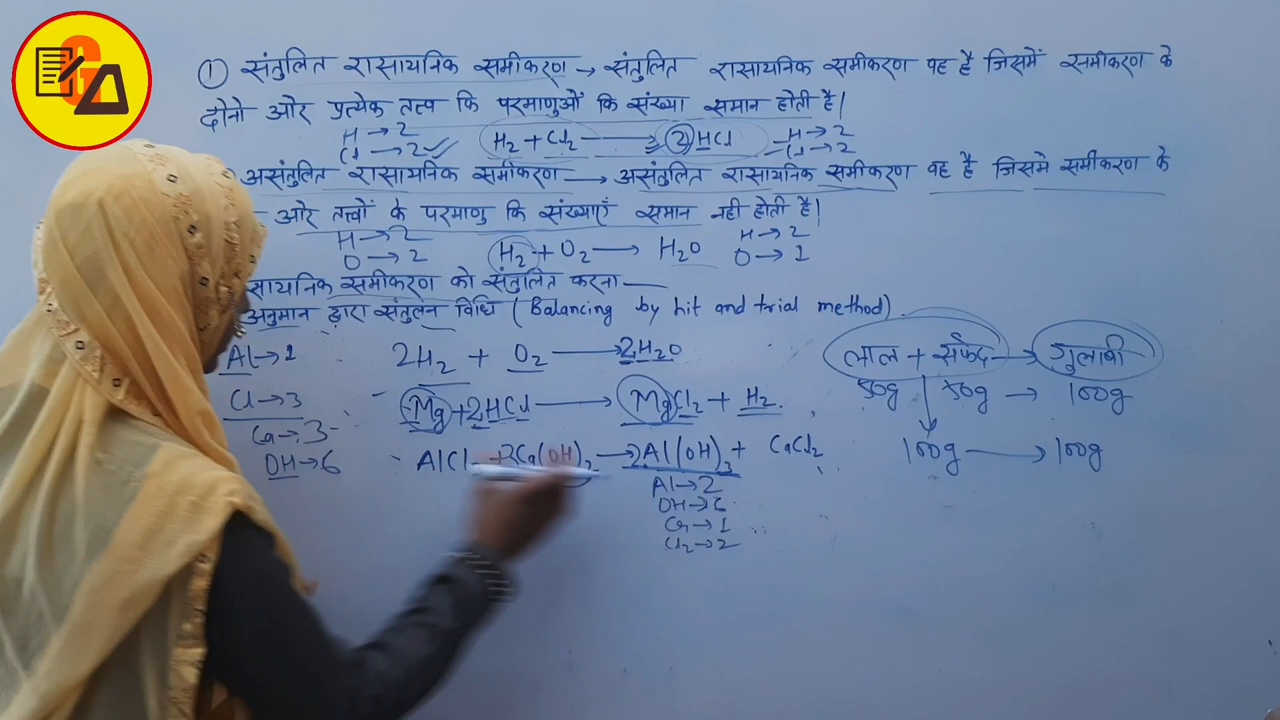 ① संतुलित रासायनिक समीकरण → संतुलित रासायनिक समीकरण वह है जिसमें समीकरण के
दोनो ओर प्रत्येक तत्व कि परमाणुओं कि संख्या समान होती है|
H → 2
Cl → 2
H₂ + Cl₂ → 2HCl
H → 2
Cl → 2
असंतुलित रासायनिक समीकरण → असंतुलित रासायनिक समीकरण वह है जिसमे समीकरण के
ओर तत्त्वों के परमाणु कि संख्याएँ समान नही होती है|
H → 2
O → 2
H₂ + O₂ → H₂O
H → 2
O → 1
सायनिक समीकरण को संतुलित करना
अनुमान द्वारा संतुलन विधि (Balancing by hit and trial method).
Al → 1
2H₂ + O₂ → 2H₂O
लाल + सफेद → गुलाबी
Cl → 3
Mg + 2HCl → MgCl₂ + H₂.
50g 50g → 100g
Ca → 3
OH → 6
AlCl + 3Ca(OH)₂ → 2Al(OH)₃ + CaCl₂
100g → 100g
Al → 2
OH → 6
Ca → 1
Cl₂ → 2